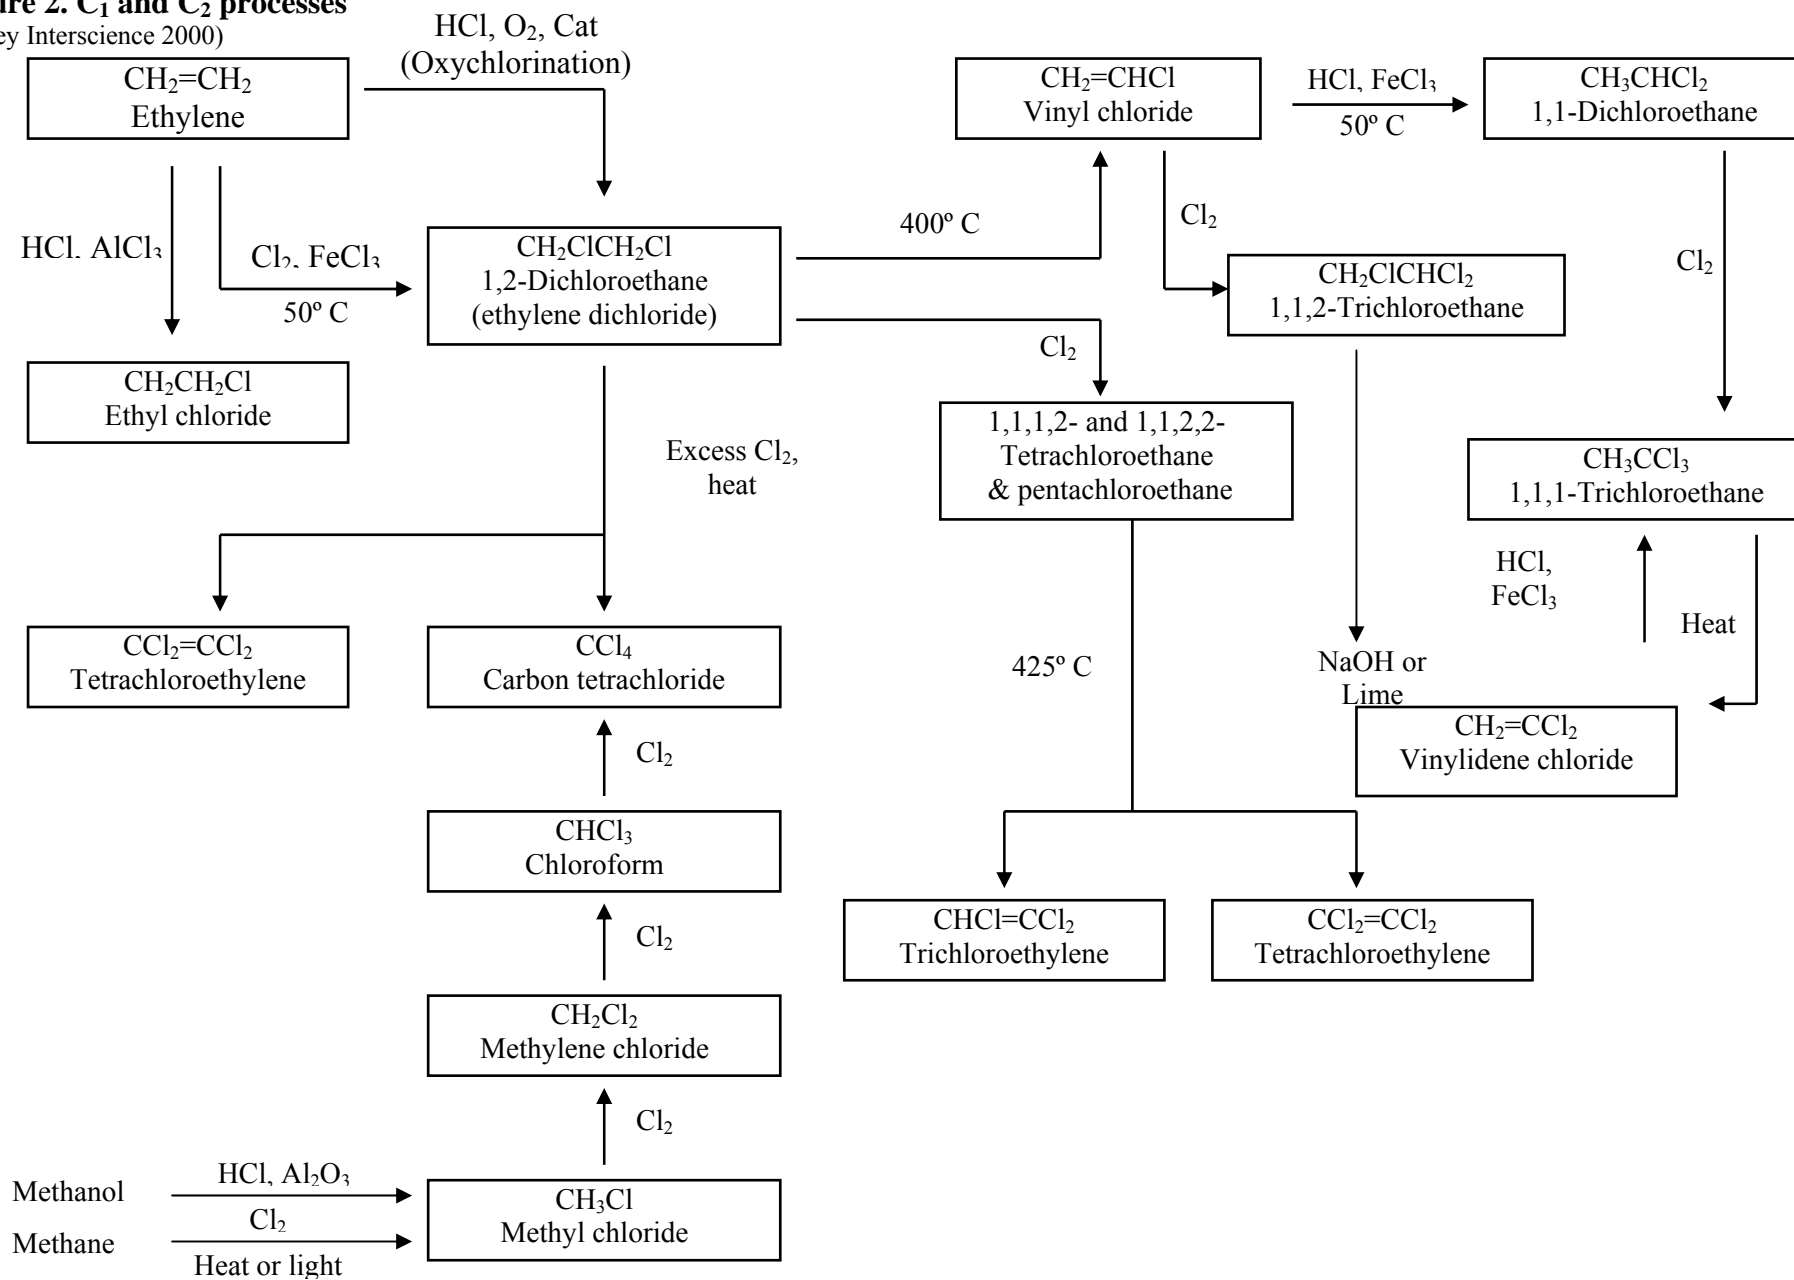 ure 2. C₁ and C₂ processes
ey Interscience 2000)
HCl, O₂, Cat
(Oxychlorination)
CH₂=CH₂
Ethylene
CH₂=CHCl
Vinyl chloride
HCl, FeCl₃
50º C
CH₃CHCl₂
1,1-Dichloroethane
HCl, AlCl₃
Cl₂, FeCl₃
50º C
CH₂ClCH₂Cl
1,2-Dichloroethane
(ethylene dichloride)
400º C
Cl₂
CH₂ClCHCl₂
1,1,2-Trichloroethane
Cl₂
Cl₂
CH₂CH₂Cl
Ethyl chloride
Excess Cl₂,
heat
1,1,1,2- and 1,1,2,2-
Tetrachloroethane
& pentachloroethane
CH₃CCl₃
1,1,1-Trichloroethane
HCl,
FeCl₃
Heat
CCl₂=CCl₂
Tetrachloroethylene
CCl₄
Carbon tetrachloride
425º C
NaOH or
Lime
CH₂=CCl₂
Vinylidene chloride
Cl₂
CHCl₃
Chloroform
Cl₂
CHCl=CCl₂
Trichloroethylene
CCl₂=CCl₂
Tetrachloroethylene
CH₂Cl₂
Methylene chloride
Cl₂
Methanol
HCl, Al₂O₃
CH₃Cl
Methyl chloride
Methane
Cl₂
Heat or light